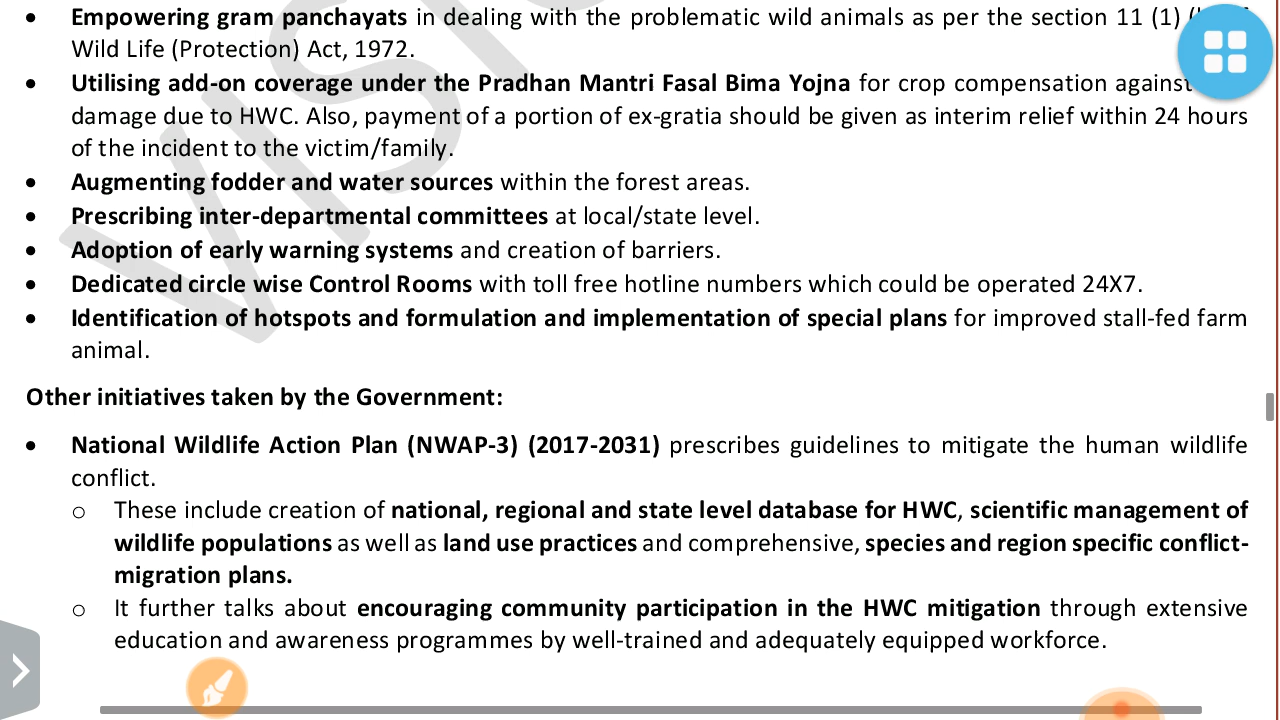 • Empowering gram panchayats in dealing with the problematic wild animals as per the section 11 (1)
Wild Life (Protection) Act, 1972.
• Utilising add-on coverage under the Pradhan Mantri Fasal Bima Yojna for crop compensation against
damage due to HWC. Also, payment of a portion of ex-gratia should be given as interim relief within 24 hours
of the incident to the victim/family.
• Augmenting fodder and water sources within the forest areas.
• Prescribing inter-departmental committees at local/state level.
• Adoption of early warning systems and creation of barriers.
• Dedicated circle wise Control Rooms with toll free hotline numbers which could be operated 24X7.
• Identification of hotspots and formulation and implementation of special plans for improved stall-fed farm
animal.
Other initiatives taken by the Government:
• National Wildlife Action Plan (NWAP-3) (2017-2031) prescribes guidelines to mitigate the human wildlife
conflict.
o These include creation of national, regional and state level database for HWC, scientific management of
wildlife populations as well as land use practices and comprehensive, species and region specific conflict-
migration plans.
o It further talks about encouraging community participation in the HWC mitigation through extensive
education and awareness programmes by well-trained and adequately equipped workforce.